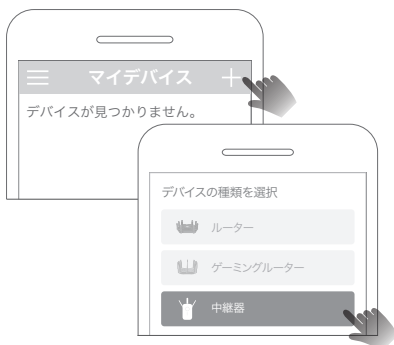 マイデバイス
デバイスが見つかりません。
デバイスの種類を選択
ルーター
ゲーミングルーター
中継器